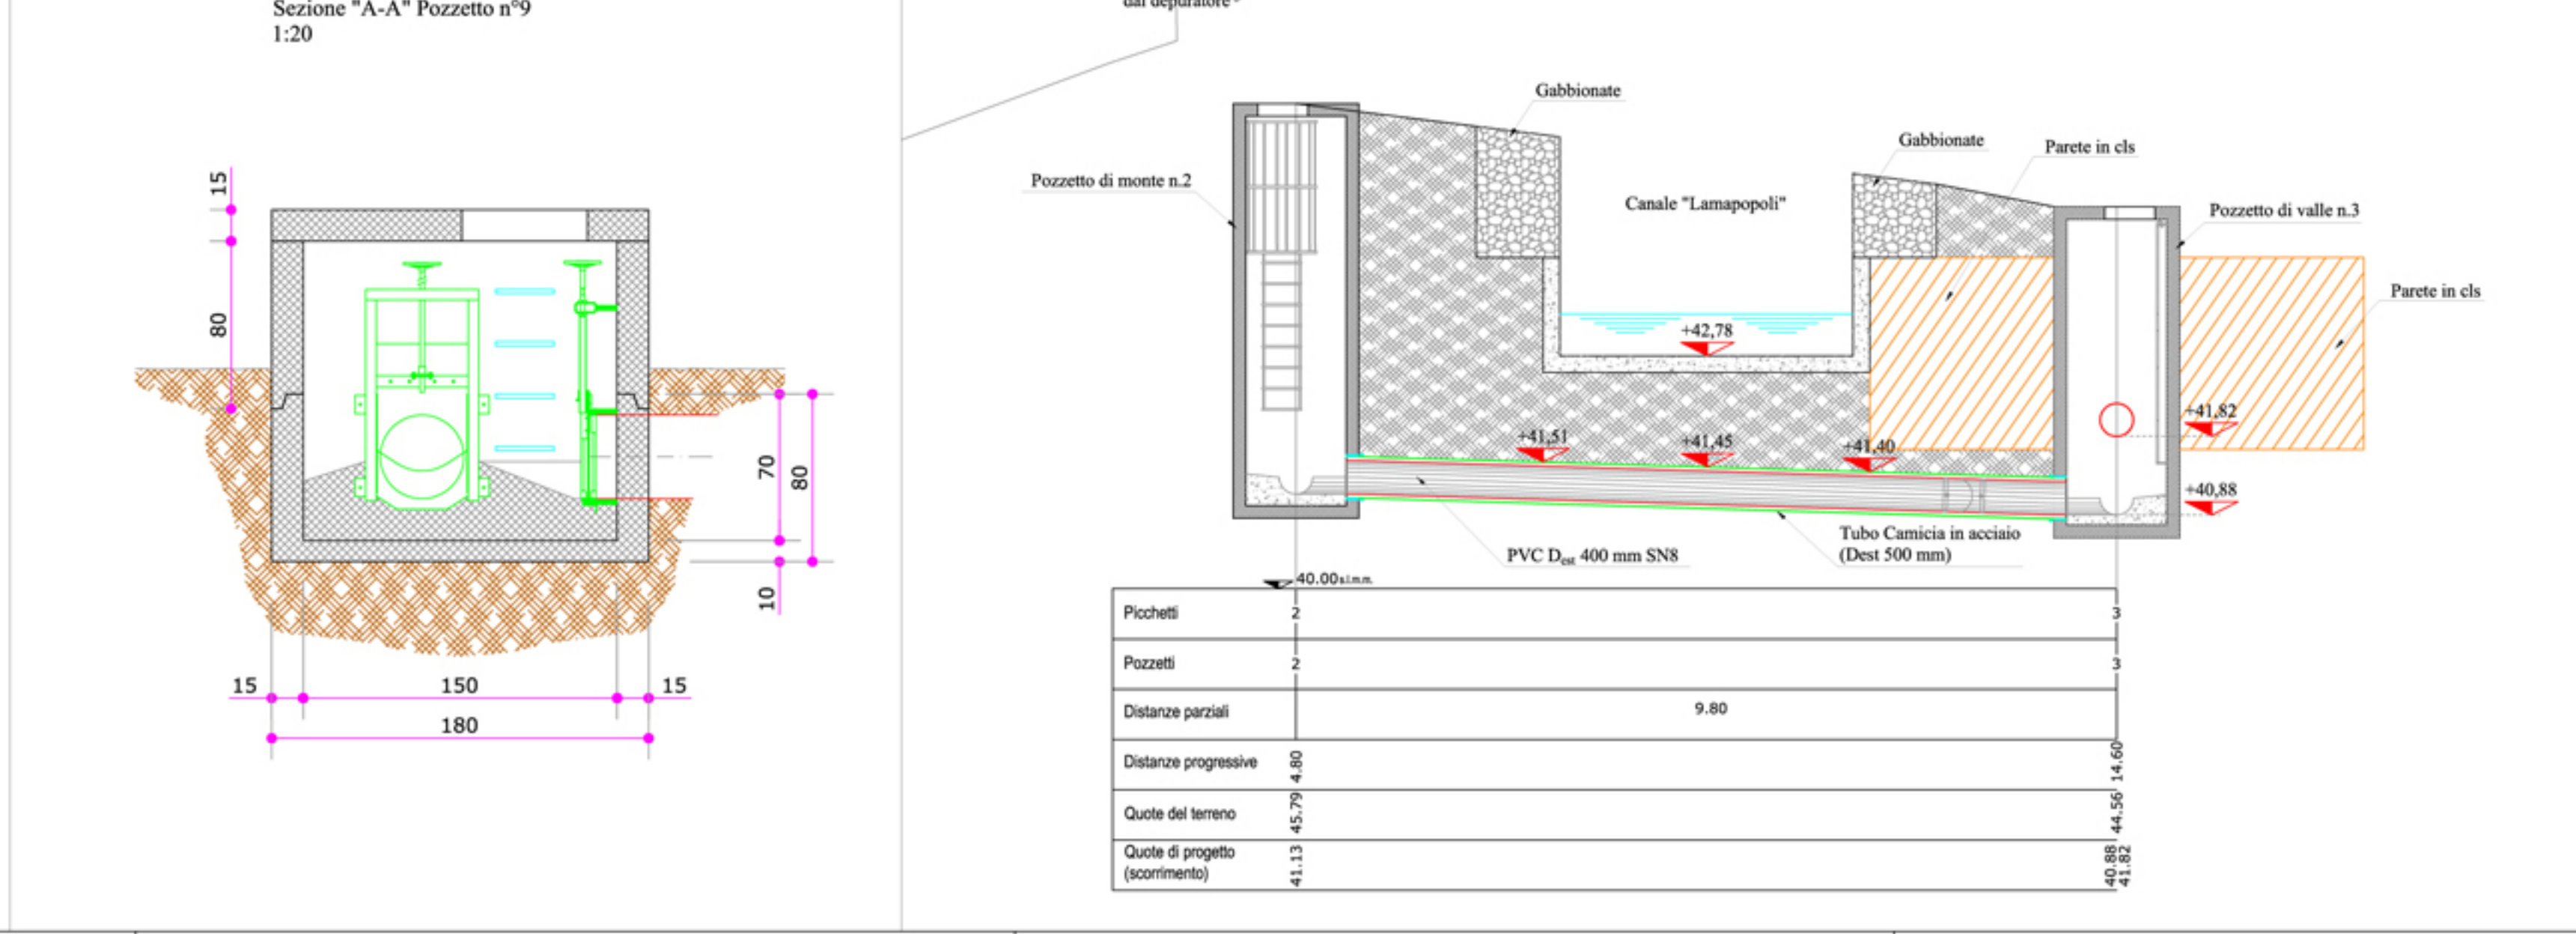 Sezione "A-A" Pozzetto n°9
1:20
15
80
70
80
10
15
150
15
180
dal depuratore
Gabbionate
Gabbionate
Parete in cls
Pozzetto di monte n.2
Canale "Lamapopoli"
Pozzetto di valle n.3
Parete in cls
+42,78
+41,82
+41,51
+41,45
+41,40
+40,88
PVC Dest 400 mm SN8
Tubo Camicia in acciaio
(Dest 500 mm)
40.00s.l.m.m.
Picchetti 2 3
Pozzetti 2 3
Distanze parziali 9.80
Distanze progressive 4.80 14.60
Quote del terreno 45.79 44.56
Quote di progetto
(scorrimento) 41.13 40.88
41.82